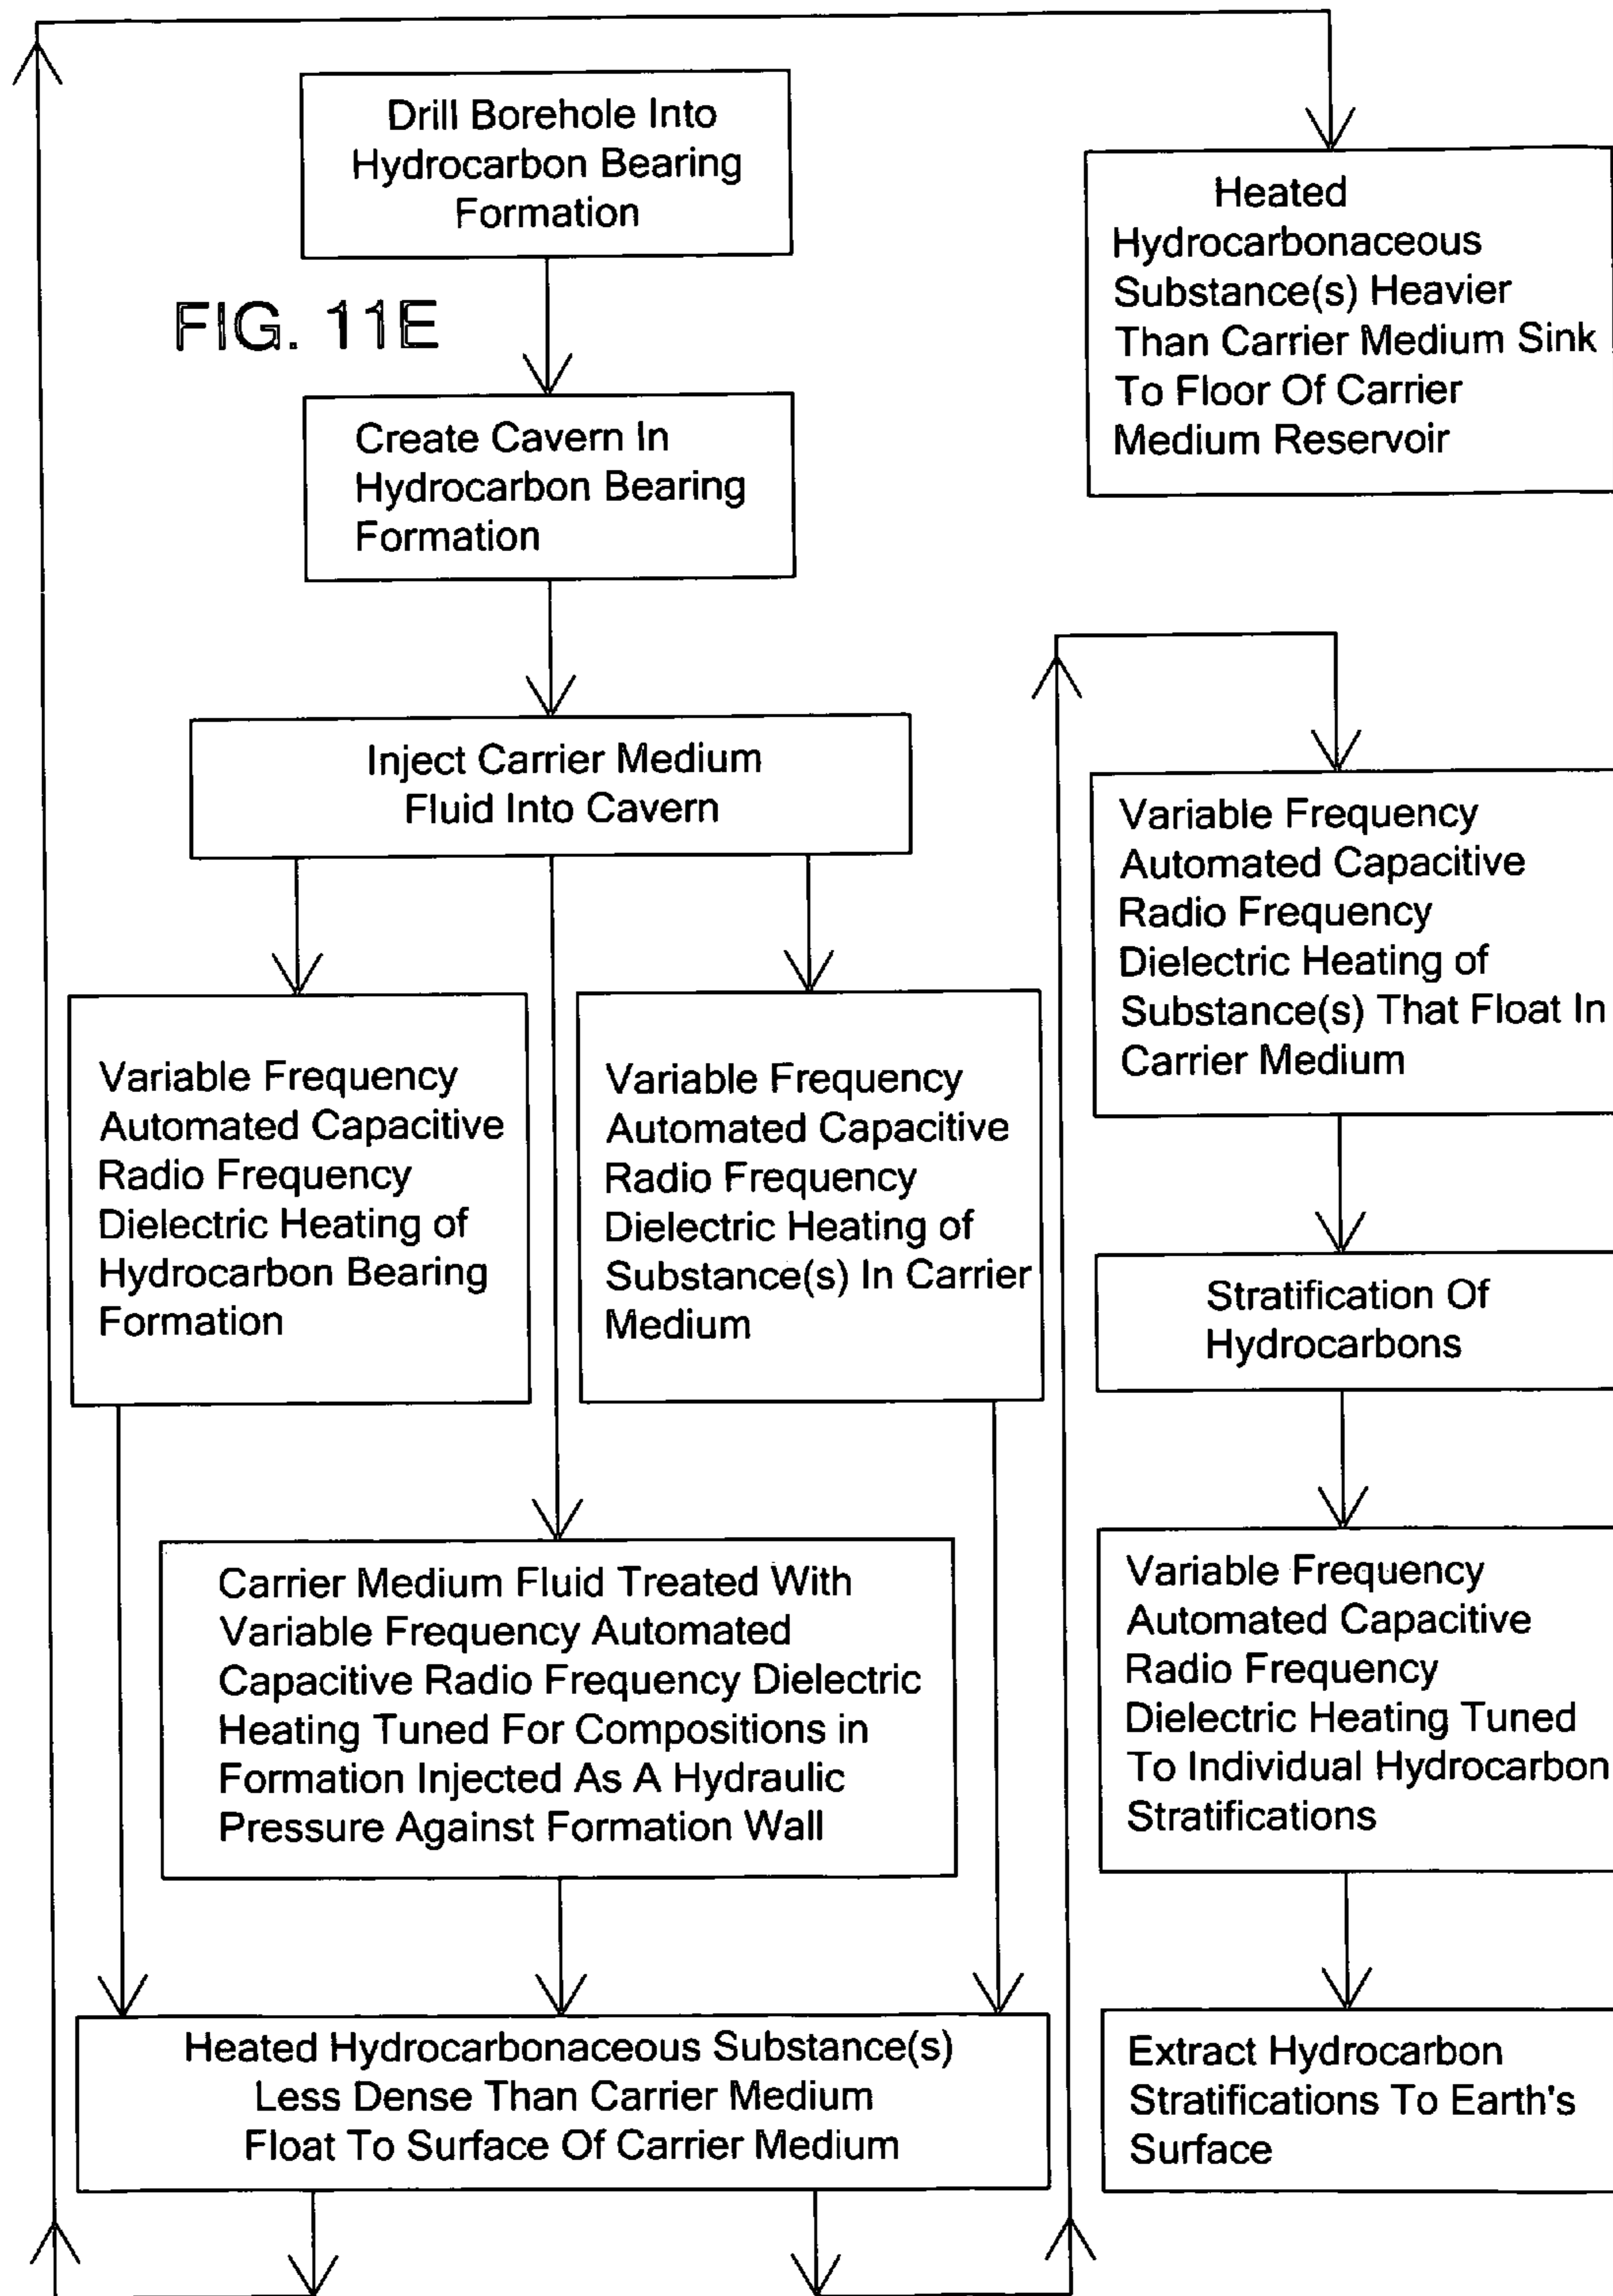 Drill Borehole Into
Hydrocarbon Bearing
Formation
FIG. 11E
Create Cavern In
Hydrocarbon Bearing
Formation
Inject Carrier Medium
Fluid Into Cavern
Variable Frequency
Automated Capacitive
Radio Frequency
Dielectric Heating of
Hydrocarbon Bearing
Formation
Variable Frequency
Automated Capacitive
Radio Frequency
Dielectric Heating of
Substance(s) In Carrier
Medium
Carrier Medium Fluid Treated With
Variable Frequency Automated
Capacitive Radio Frequency Dielectric
Heating Tuned For Compositions in
Formation Injected As A Hydraulic
Pressure Against Formation Wall
Heated Hydrocarbonaceous Substance(s)
Less Dense Than Carrier Medium
Float To Surface Of Carrier Medium
Heated
Hydrocarbonaceous
Substance(s) Heavier
Than Carrier Medium Sink
To Floor Of Carrier
Medium Reservoir
Variable Frequency
Automated Capacitive
Radio Frequency
Dielectric Heating of
Substance(s) That Float In
Carrier Medium
Stratification Of
Hydrocarbons
Variable Frequency
Automated Capacitive
Radio Frequency
Dielectric Heating Tuned
To Individual Hydrocarbon
Stratifications
Extract Hydrocarbon
Stratifications To Earth's
Surface